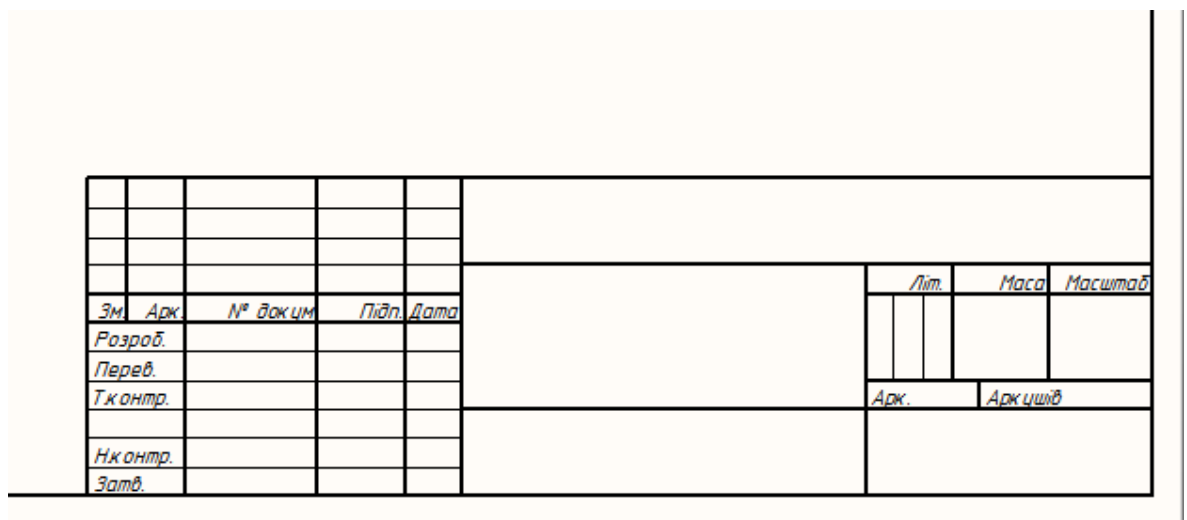 Літ. Маса Масштаб
Зм. Арк. № докум Підп. Дата
Розроб.
Перев.
Т.контр.
Арк. Аркушів
Н.контр.
Затв.